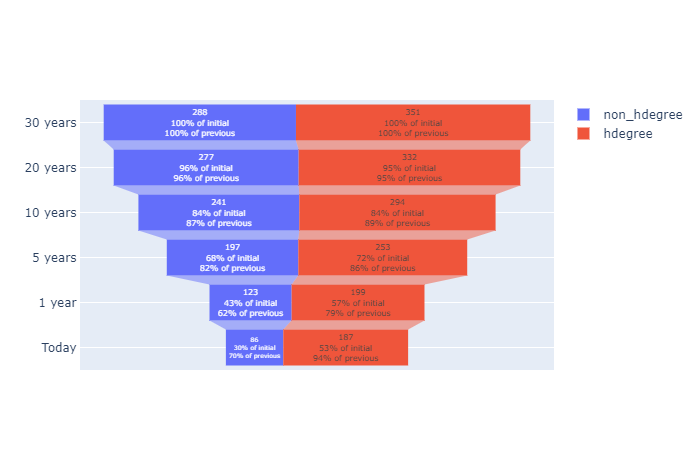 30 years
288
100% of initial
100% of previous
351
100% of initial
100% of previous
non_hdegree
hdegree
20 years
277
96% of initial
96% of previous
332
95% of initial
95% of previous
10 years
241
84% of initial
87% of previous
294
84% of initial
89% of previous
5 years
197
68% of initial
82% of previous
253
72% of initial
86% of previous
1 year
123
43% of initial
62% of previous
199
57% of initial
79% of previous
Today
86
30% of initial
70% of previous
187
53% of initial
94% of previous